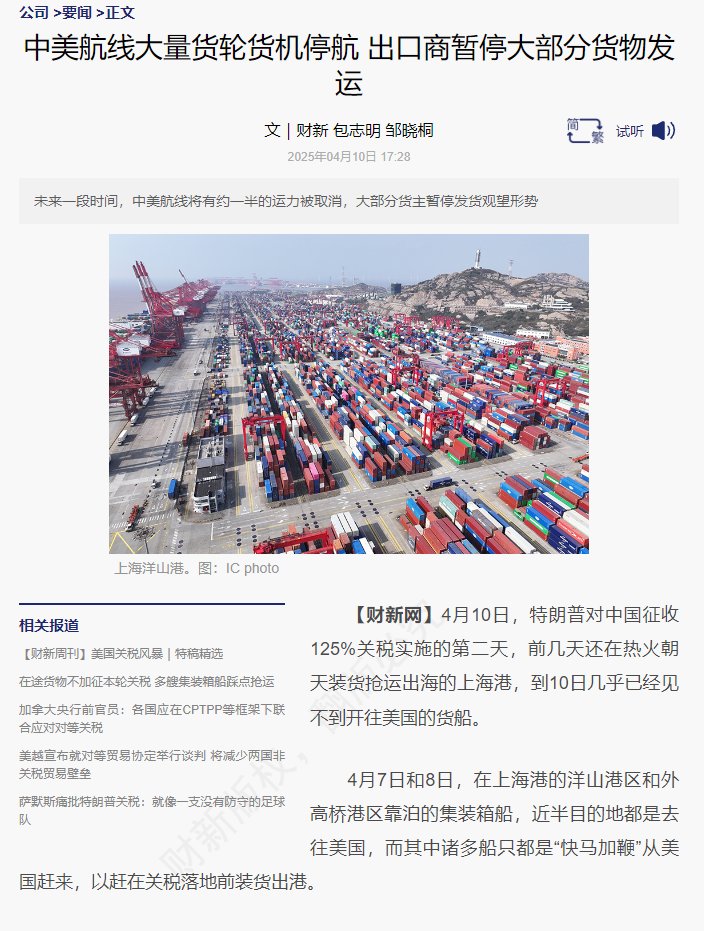 公司 >要闻 >正文
中美航线大量货轮货机停航 出口商暂停大部分货物发
运
文｜财新 包志明 邹晓桐
简
繁
试听
2025年04月10日 17:28
未来一段时间，中美航线将有约一半的运力被取消，大部分货主暂停发货观望形势
上海洋山港。图：IC photo
相关报道
【财新周刊】美国关税风暴｜特稿精选
在途货物不加征本轮关税 多艘集装箱船踩点抢运
加拿大央行前官员：各国应在CPTPP等框架下联
合应对对等关税
美越宣布就对等贸易协定举行谈判 将减少两国非
关税贸易壁垒
萨默斯痛批特朗普关税：就像一支没有防守的足球
队
【财新网】4月10日，特朗普对中国征收
125%关税实施的第二天，前几天还在热火朝
天装货抢运出海的上海港，到10日几乎已经见
不到开往美国的货船。
4月7日和8日，在上海港的洋山港区和外
高桥港区靠泊的集装箱船，近半目的地都是去
往美国，而其中诸多船只都是“快马加鞭”从美
国赶来，以赶在关税落地前装货出港。
财新版权，翻版必究